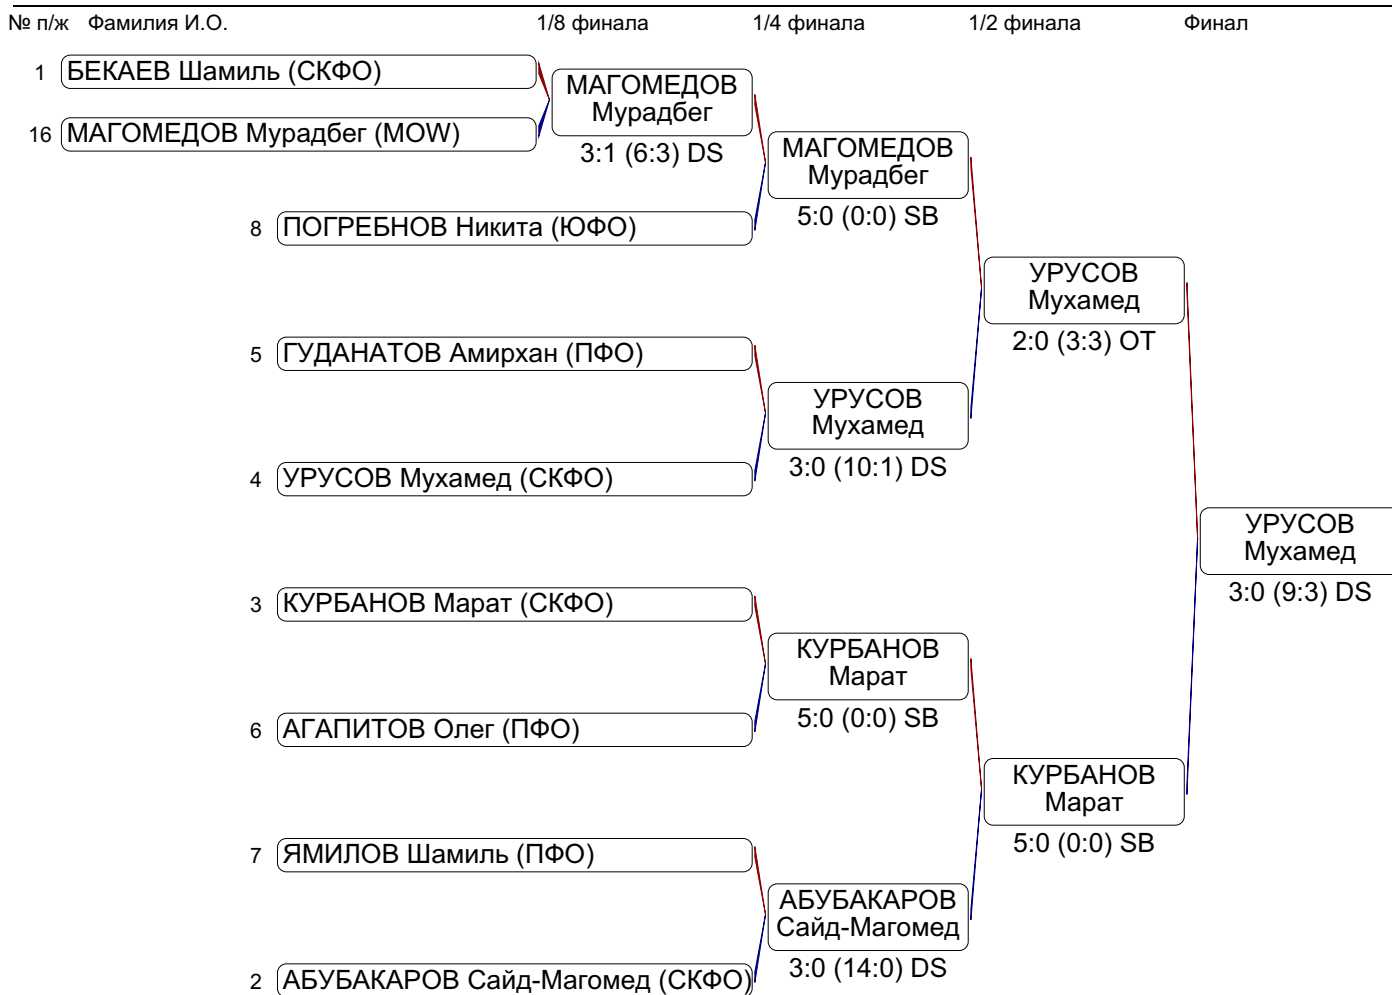 № п/ж Фамилия И.О. 1/8 финала 1/4 финала 1/2 финала Финал
1 БЕКАЕВ Шамиль (СКФО)
16 МАГОМЕДОВ Мурадбег (MOW)
МАГОМЕДОВ
Мурадбег
3:1 (6:3) DS
8 ПОГРЕБНОВ Никита (ЮФО)
МАГОМЕДОВ
Мурадбег
5:0 (0:0) SB
5 ГУДАНАТОВ Амирхан (ПФО)
4 УРУСОВ Мухамед (СКФО)
УРУСОВ
Мухамед
3:0 (10:1) DS
УРУСОВ
Мухамед
2:0 (3:3) OT
3 КУРБАНОВ Марат (СКФО)
6 АГАПИТОВ Олег (ПФО)
КУРБАНОВ
Марат
5:0 (0:0) SB
7 ЯМИЛОВ Шамиль (ПФО)
2 АБУБАКАРОВ Сайд-Магомед (СКФО)
АБУБАКАРОВ
Сайд-Магомед
3:0 (14:0) DS
КУРБАНОВ
Марат
5:0 (0:0) SB
УРУСОВ
Мухамед
3:0 (9:3) DS